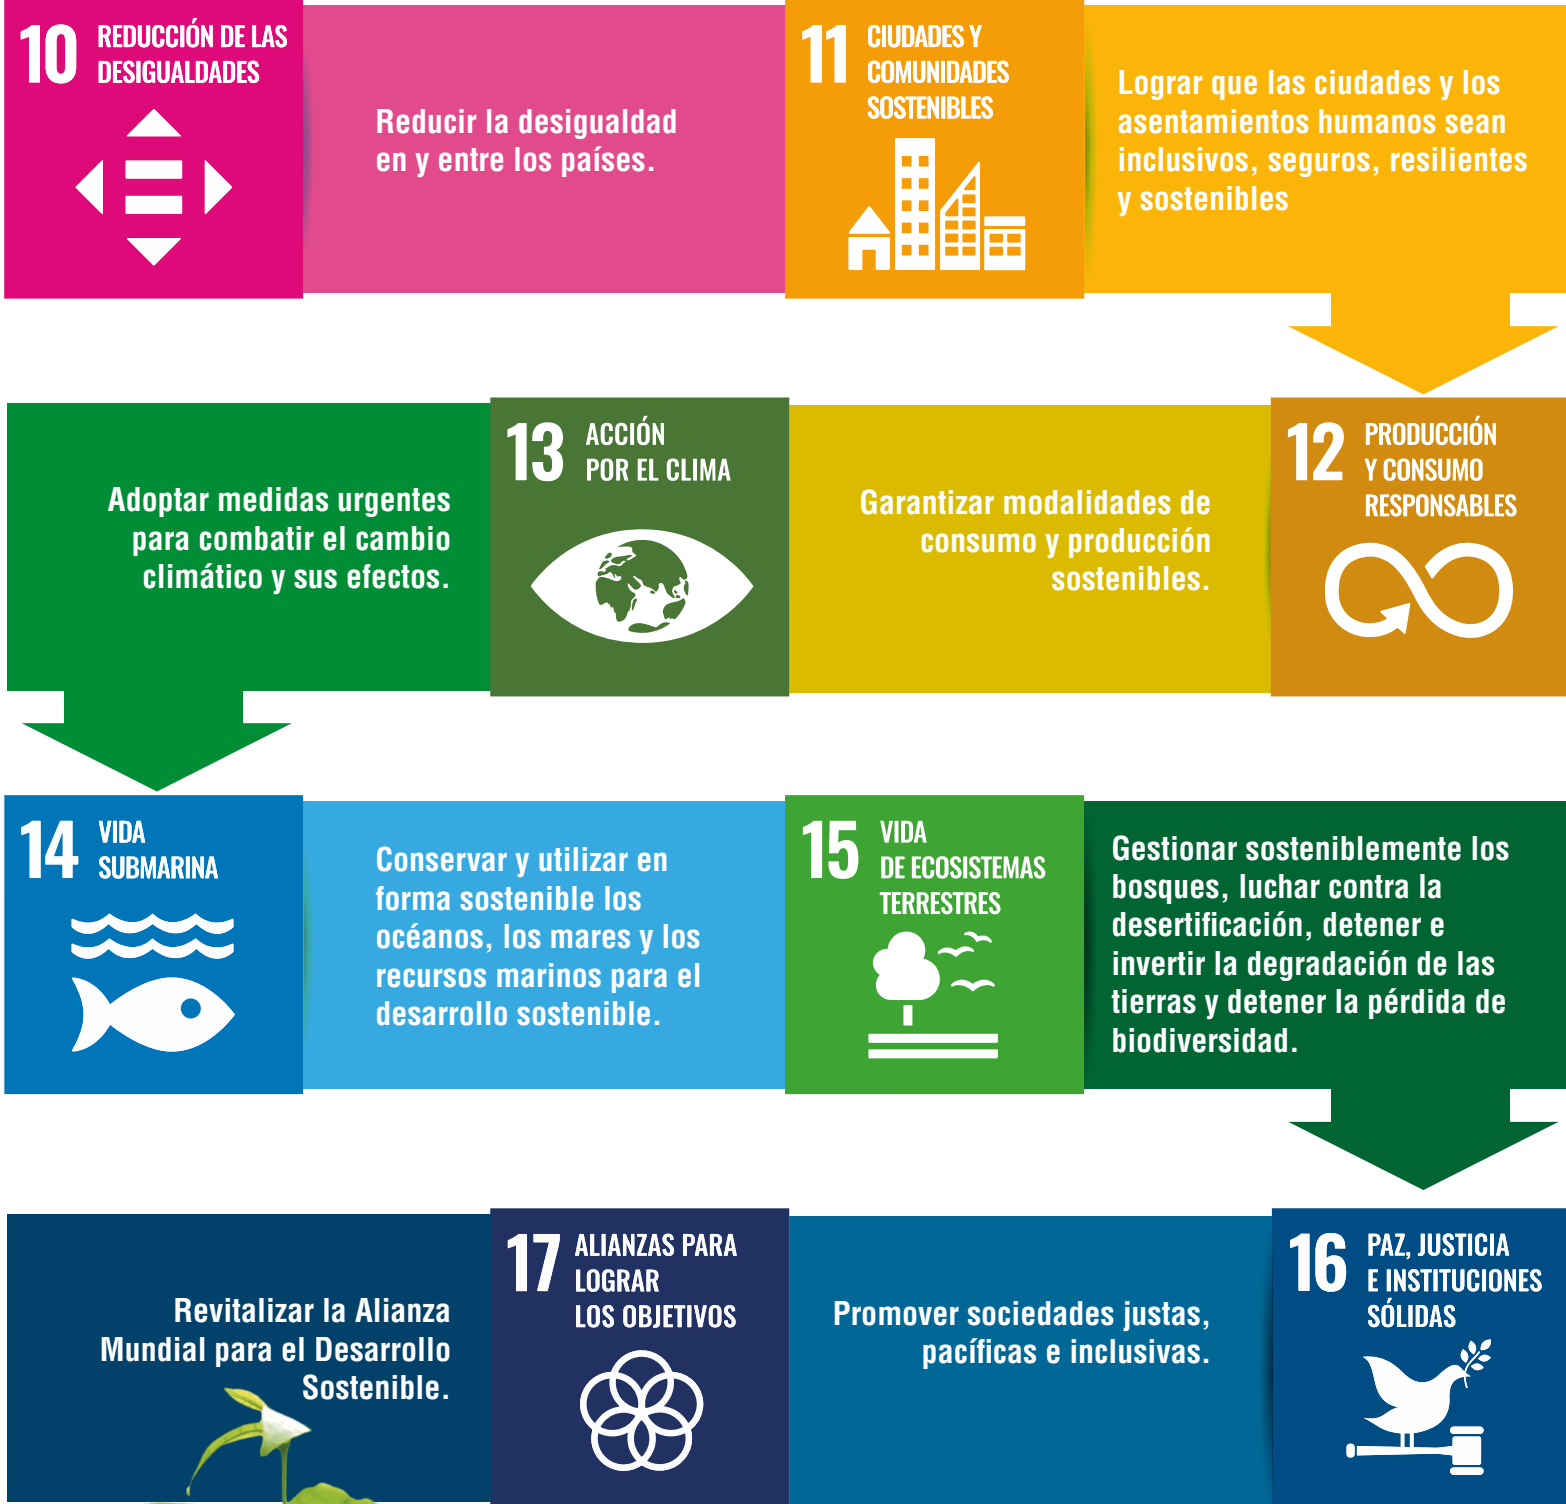 10 REDUCCIÓN DE LAS
DESIGUALDADES
Reducir la desigualdad
en y entre los países.
11 CIUDADES Y
COMUNIDADES
SOSTENIBLES
Lograr que las ciudades y los
asentamientos humanos sean
inclusivos, seguros, resilientes
y sostenibles
12 PRODUCCIÓN
Y CONSUMO
RESPONSABLES
Garantizar modalidades de
consumo y producción
sostenibles.
13 ACCIÓN
POR EL CLIMA
Adoptar medidas urgentes
para combatir el cambio
climático y sus efectos.
14 VIDA
SUBMARINA
Conservar y utilizar en
forma sostenible los
océanos, los mares y los
recursos marinos para el
desarrollo sostenible.
15 VIDA
DE ECOSISTEMAS
TERRESTRES
Gestionar sosteniblemente los
bosques, luchar contra la
desertificación, detener e
invertir la degradación de las
tierras y detener la pérdida de
biodiversidad.
16 PAZ, JUSTICIA
E INSTITUCIONES
SÓLIDAS
Promover sociedades justas,
pacíficas e inclusivas.
17 ALIANZAS PARA
LOGRAR
LOS OBJETIVOS
Revitalizar la Alianza
Mundial para el Desarrollo
Sostenible.